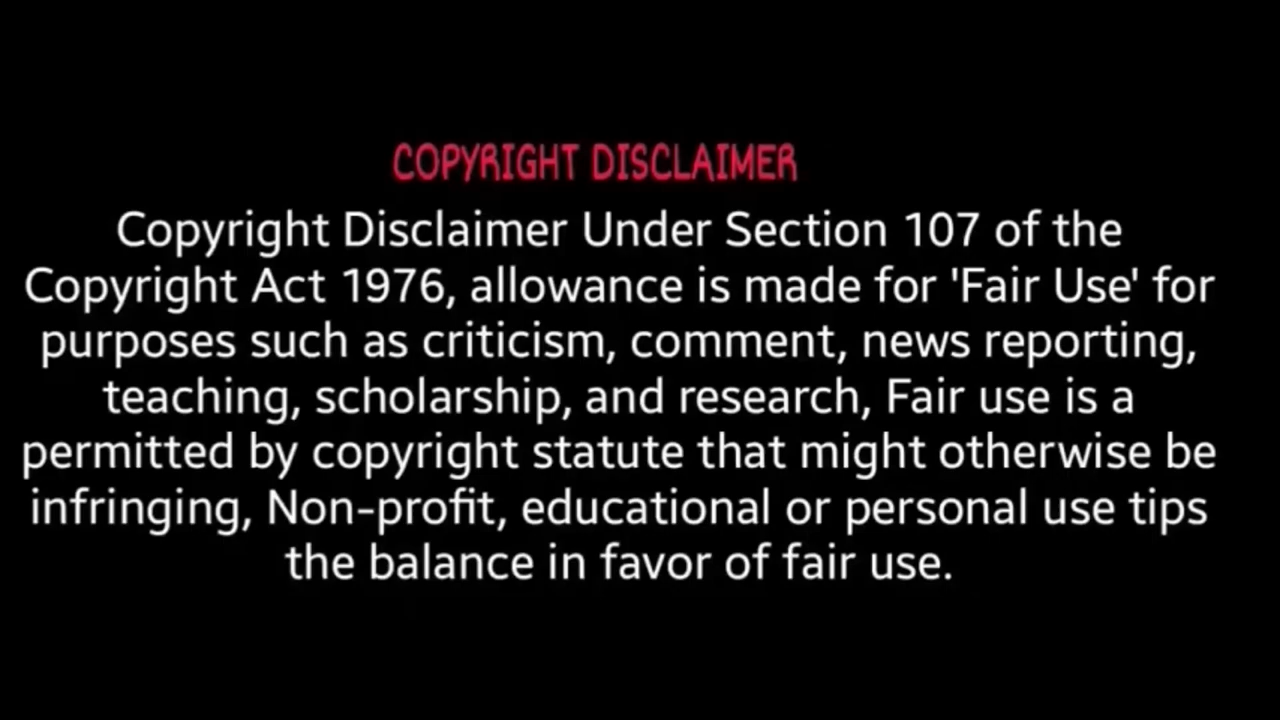 COPYRIGHT DISCLAIMER
Copyright Disclaimer Under Section 107 of the
Copyright Act 1976, allowance is made for 'Fair Use' for
purposes such as criticism, comment, news reporting,
teaching, scholarship, and research, Fair use is a
permitted by copyright statute that might otherwise be
infringing, Non-profit, educational or personal use tips
the balance in favor of fair use.